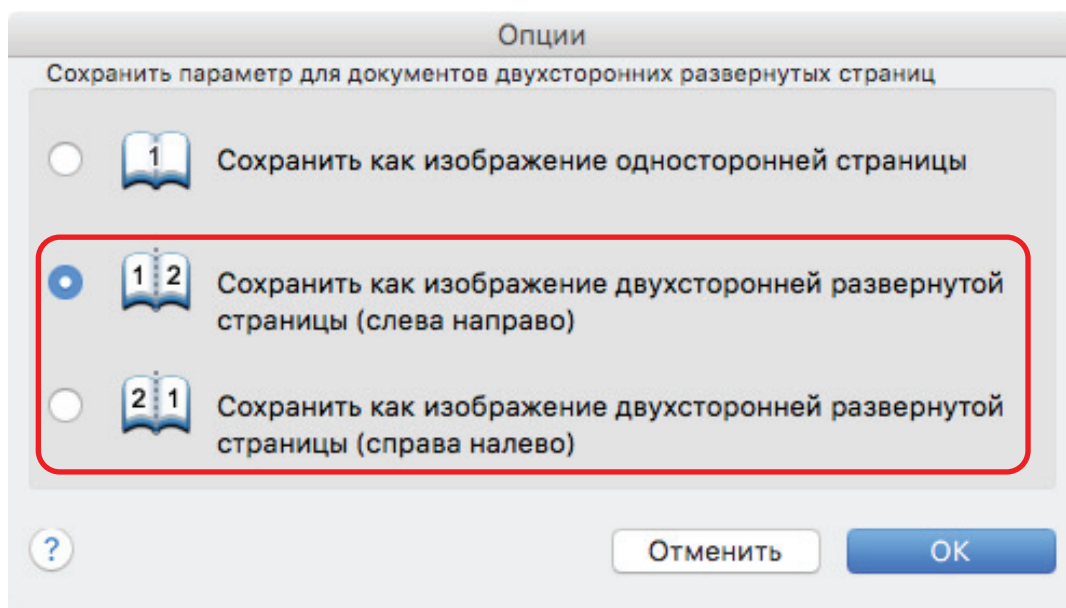 Опции
Сохранить параметр для документов двухсторонних развернутых страниц
1
Сохранить как изображение односторонней страницы
1 2
Сохранить как изображение двухсторонней развернутой
страницы (слева направо)
2 1
Сохранить как изображение двухсторонней развернутой
страницы (справа налево)
?
Отменить
OK